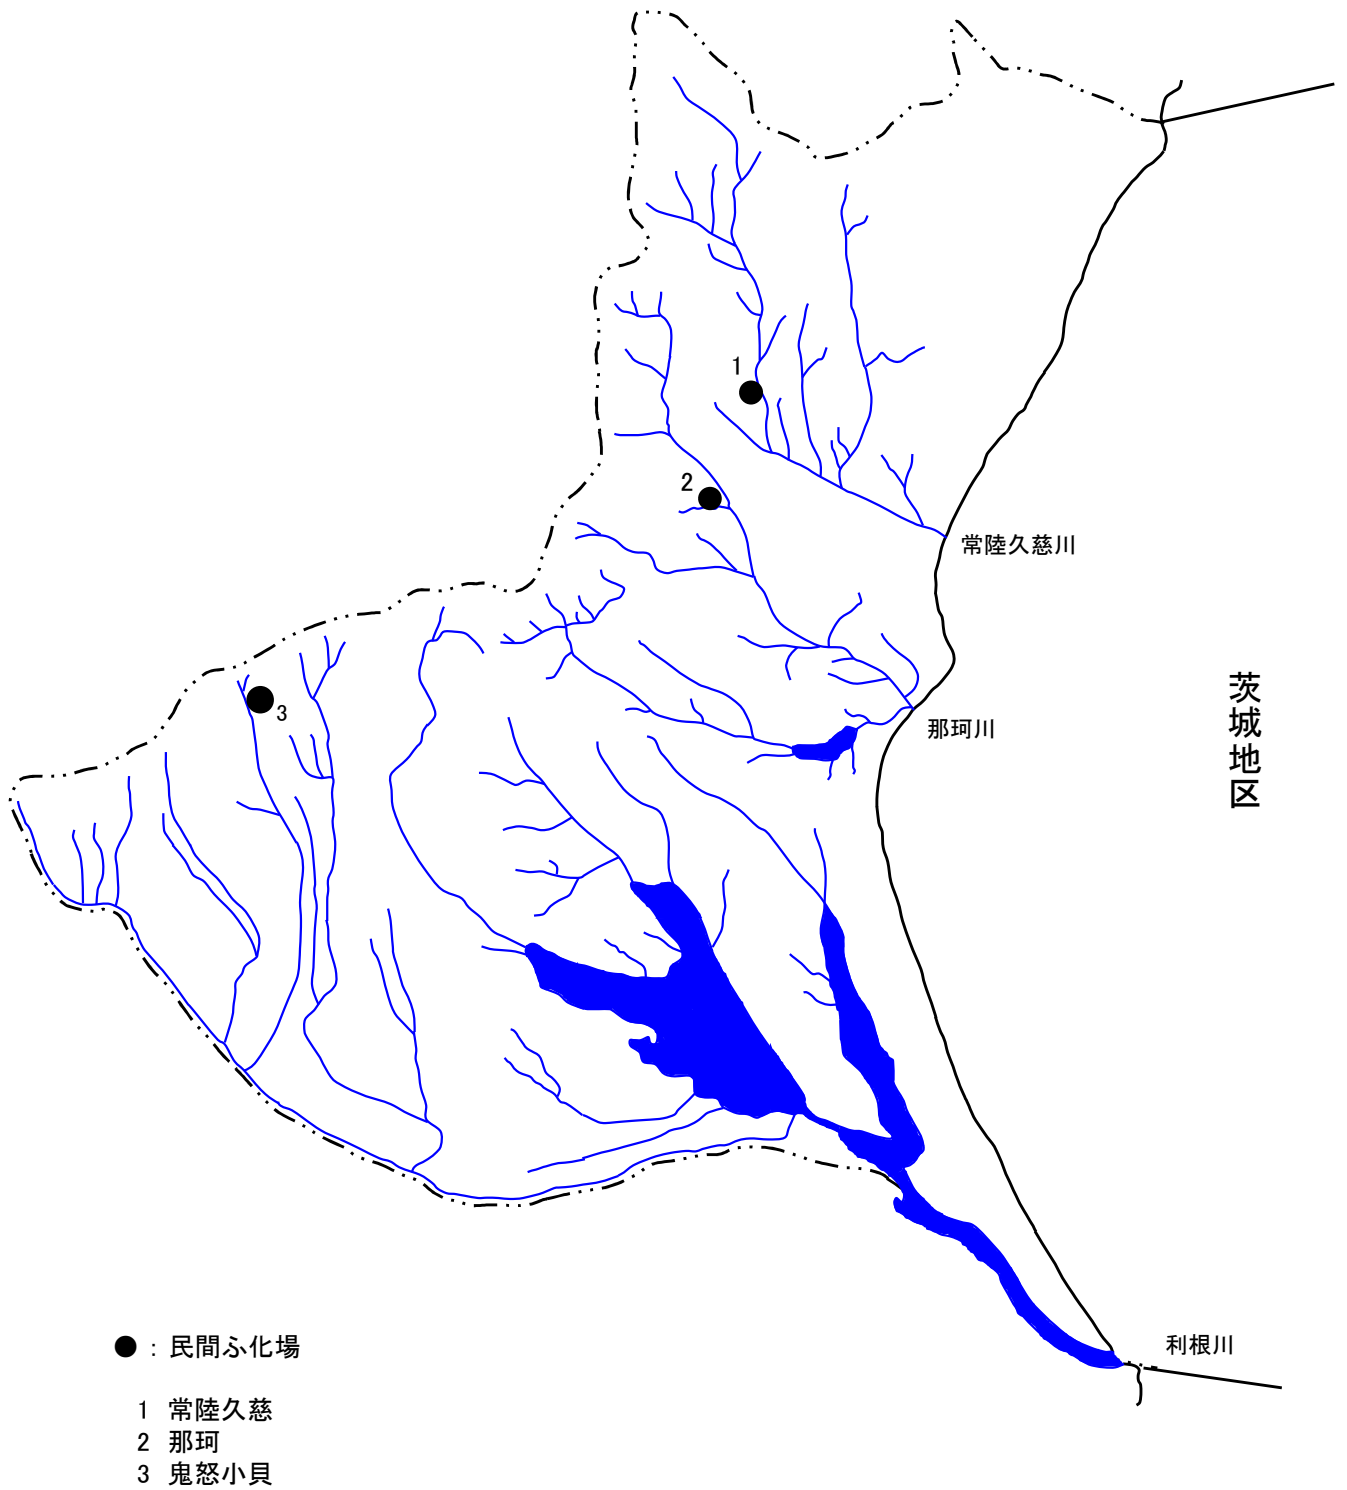 1
2
常陸久慈川
3
那珂川
茨城地区
利根川
● : 民間ふ化場
1 常陸久慈
2 那珂
3 鬼怒小貝